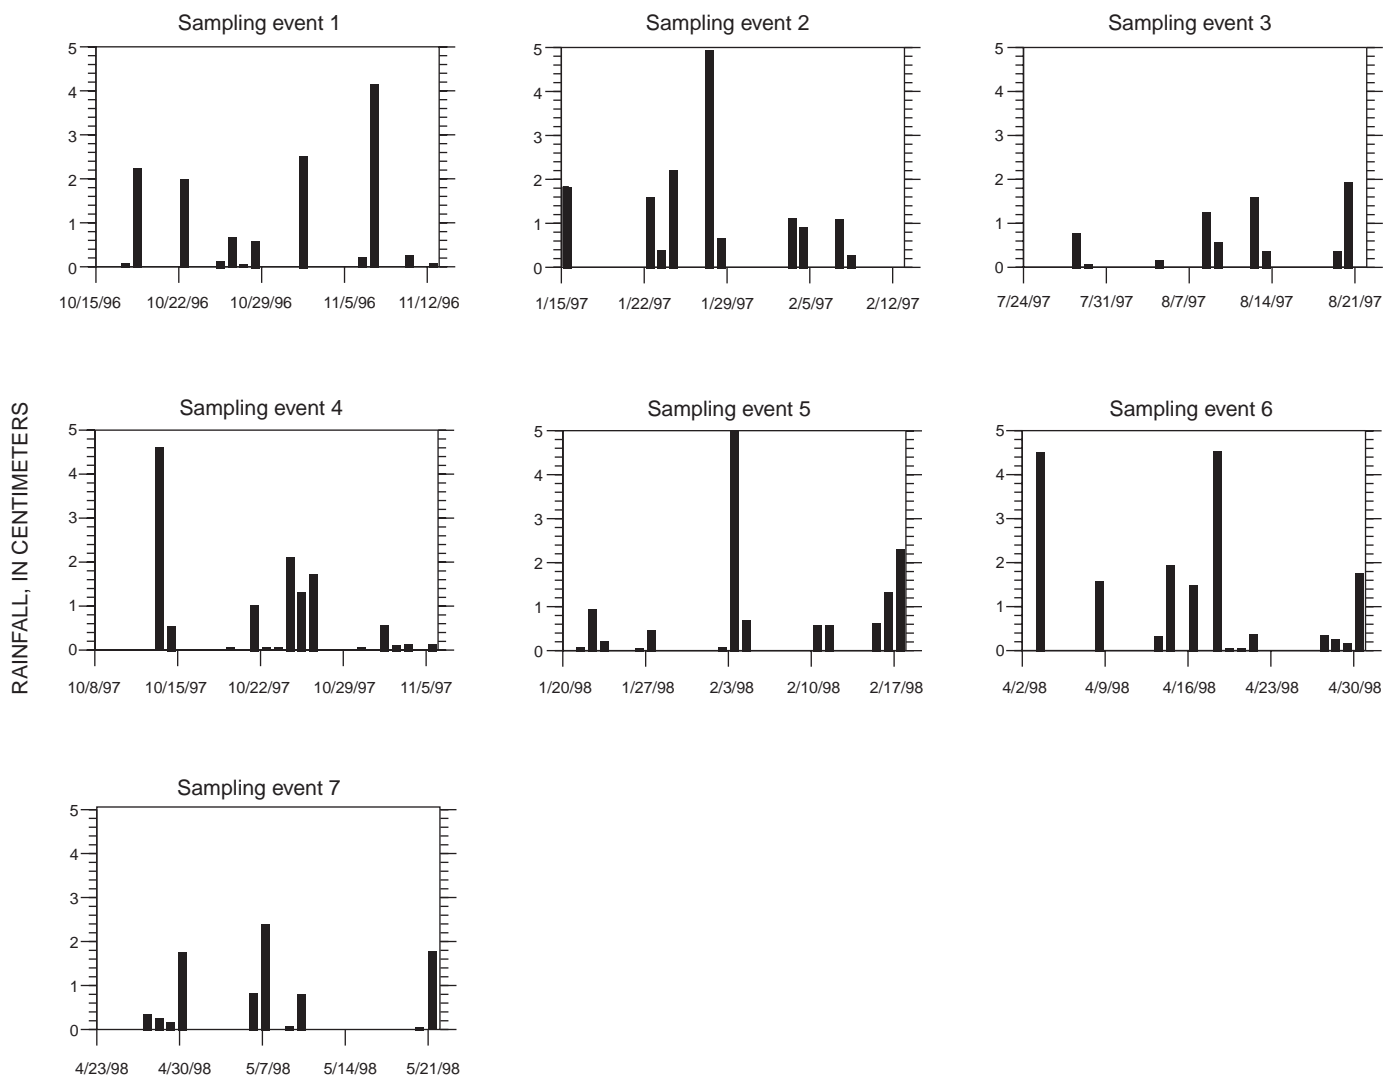 Sampling event 1
Sampling event 2
Sampling event 3
5
4
3
2
1
0
10/15/96 10/22/96 10/29/96 11/5/96 11/12/96
5
4
3
2
1
0
1/15/97 1/22/97 1/29/97 2/5/97 2/12/97
5
4
3
2
1
0
7/24/97 7/31/97 8/7/97 8/14/97 8/21/97
RAINFALL, IN CENTIMETERS
Sampling event 4
Sampling event 5
Sampling event 6
5
4
3
2
1
0
10/8/97 10/15/97 10/22/97 10/29/97 11/5/97
5
4
3
2
1
0
1/20/98 1/27/98 2/3/98 2/10/98 2/17/98
5
4
3
2
1
0
4/2/98 4/9/98 4/16/98 4/23/98 4/30/98
Sampling event 7
5
4
3
2
1
0
4/23/98 4/30/98 5/7/98 5/14/98 5/21/98